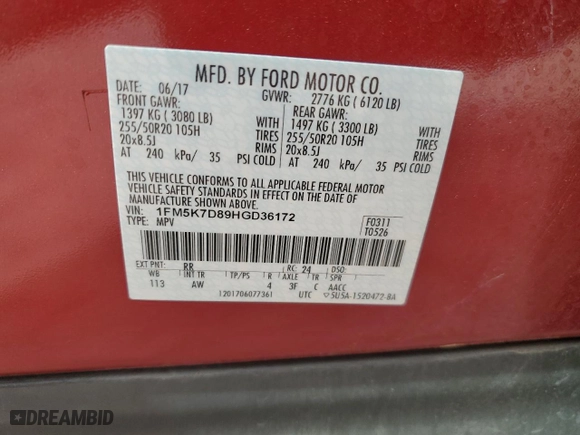 MFD. BY FORD MOTOR CO.
DATE: 06/17 GVWR: 2776 KG ( 6120 LB)
FRONT GAWR: REAR GAWR:
1397 KG ( 3080 LB) WITH 1497 KG ( 3300 LB) WITH
255/50R20 105H TIRES 255/50R20 105H TIRES
20x8.5J RIMS 20x8.5J RIMS
AT 240 kPa/ 35 PSI COLD AT 240 kPa/ 35 PSI COLD
THIS VEHICLE CONFORMS TO ALL APPLICABLE FEDERAL MOTOR
VEHICLE SAFETY STANDARDS IN EFFECT ON THE DATE OF
MANUFACTURE SHOWN ABOVE.
VIN: 1FM5K7D89HGD36172 F0311
TYPE: MPV T0526
EXT PNT: RR RC: 24 DSO:
WB INT TR TP/PS R AXLE TR SPR
113 AW 4 3F C AACC
1201706077361 UTC ▽5U5A-1520472-BA
DREAMBID